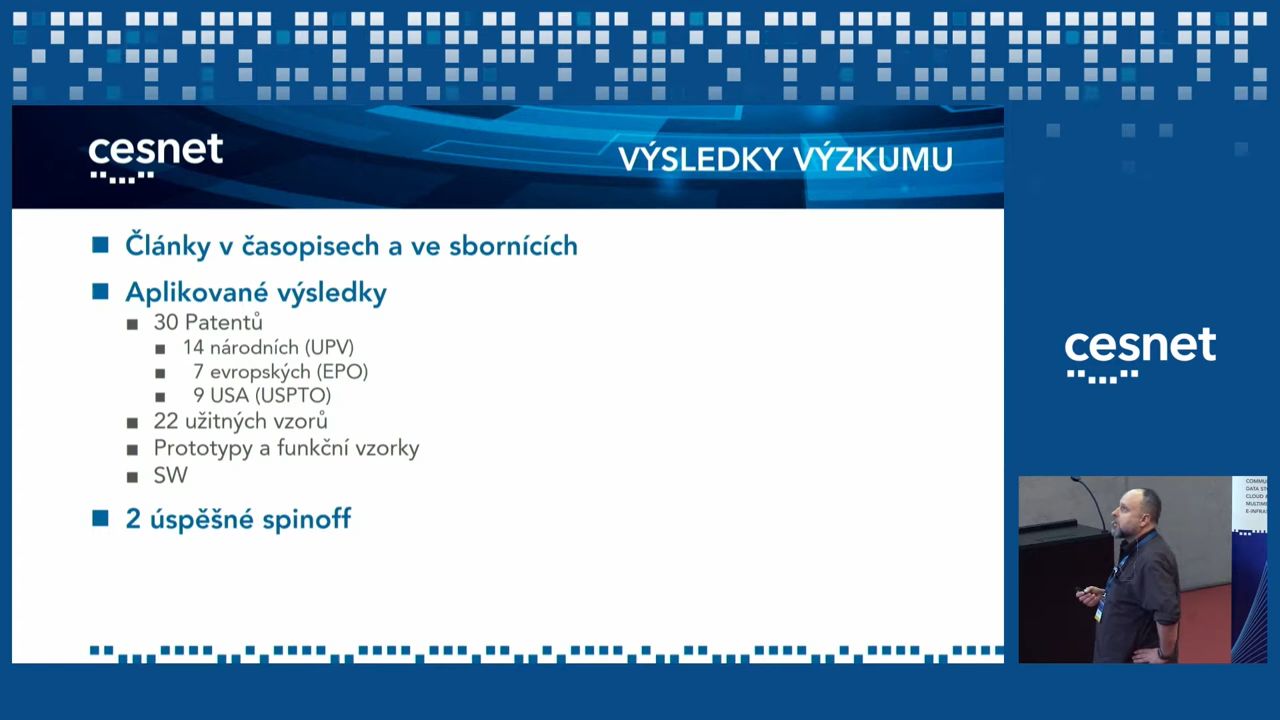 cesnet
VÝSLEDKY VÝZKUMU
Články v časopisech a ve sbornících
Aplikované výsledky
30 Patentů
14 národních (UPV)
7 evropských (EPO)
9 USA (USPTO)
22 užitných vzorů
Prototypy a funkční vzorky
SW
2 úspěšné spinoff
cesnet